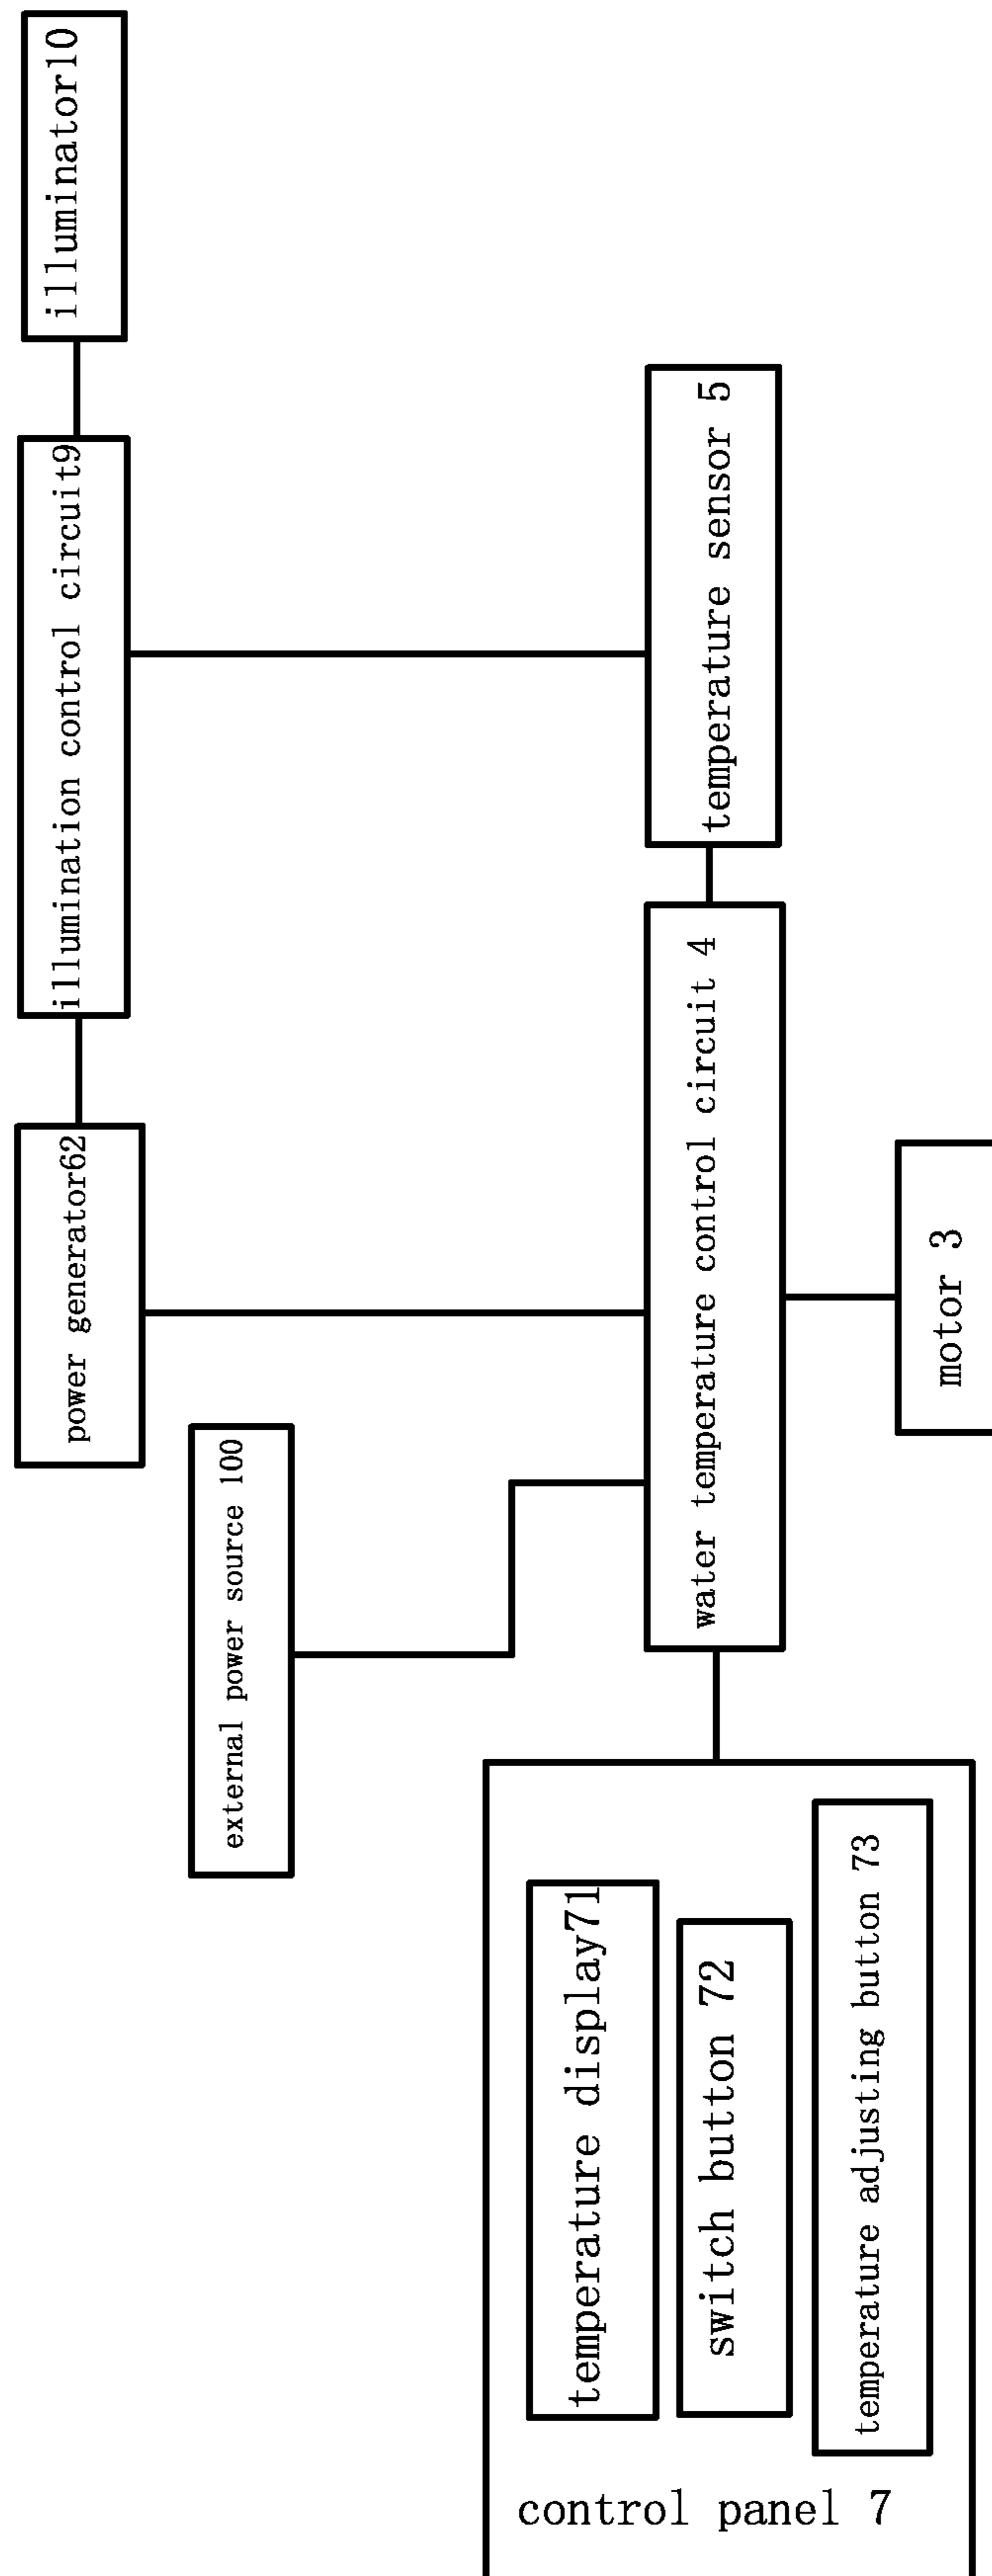 illuminator10
illumination control circuit9
temperature sensor 5
power generator62
water temperature control circuit 4
motor 3
external power source 100
temperature display71
switch button 72
temperature adjusting button 73
control panel 7